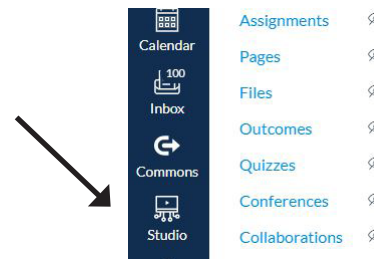 Calendar
100
Inbox
Commons
Studio
Assignments
Pages
Files
Outcomes
Quizzes
Conferences
Collaborations